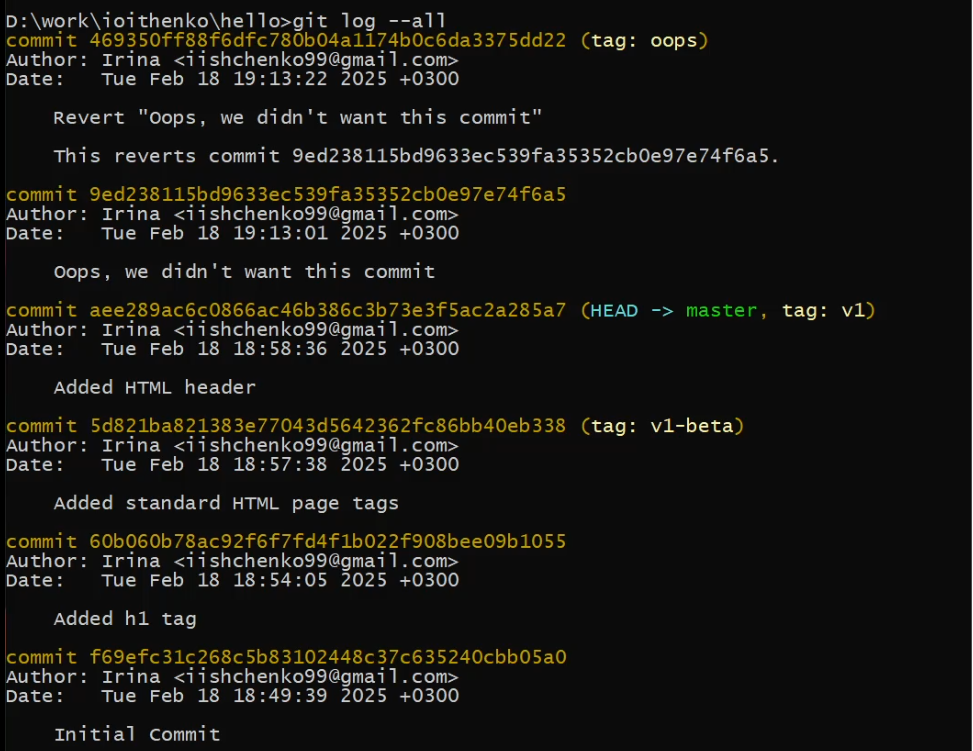 D:\work\ioithenko\hello>git log --all
commit 469350ff88f6dfc780b04a1174b0c6da3375dd22 (tag: oops)
Author: Irina <iishchenko99@gmail.com>
Date:   Tue Feb 18 19:13:22 2025 +0300
    Revert "Oops, we didn't want this commit"
    This reverts commit 9ed238115bd9633ec539fa35352cb0e97e74f6a5.
commit 9ed238115bd9633ec539fa35352cb0e97e74f6a5
Author: Irina <iishchenko99@gmail.com>
Date:   Tue Feb 18 19:13:01 2025 +0300
    Oops, we didn't want this commit
commit aee289ac6c0866ac46b386c3b73e3f5ac2a285a7 (HEAD -> master, tag: v1)
Author: Irina <iishchenko99@gmail.com>
Date:   Tue Feb 18 18:58:36 2025 +0300
    Added HTML header
commit 5d821ba821383e77043d5642362fc86bb40eb338 (tag: v1-beta)
Author: Irina <iishchenko99@gmail.com>
Date:   Tue Feb 18 18:57:38 2025 +0300
    Added standard HTML page tags
commit 60b060b78ac92f6f7fd4f1b022f908bee09b1055
Author: Irina <iishchenko99@gmail.com>
Date:   Tue Feb 18 18:54:05 2025 +0300
    Added h1 tag
commit f69efc31c268c5b83102448c37c635240cbb05a0
Author: Irina <iishchenko99@gmail.com>
Date:   Tue Feb 18 18:49:39 2025 +0300
    Initial Commit